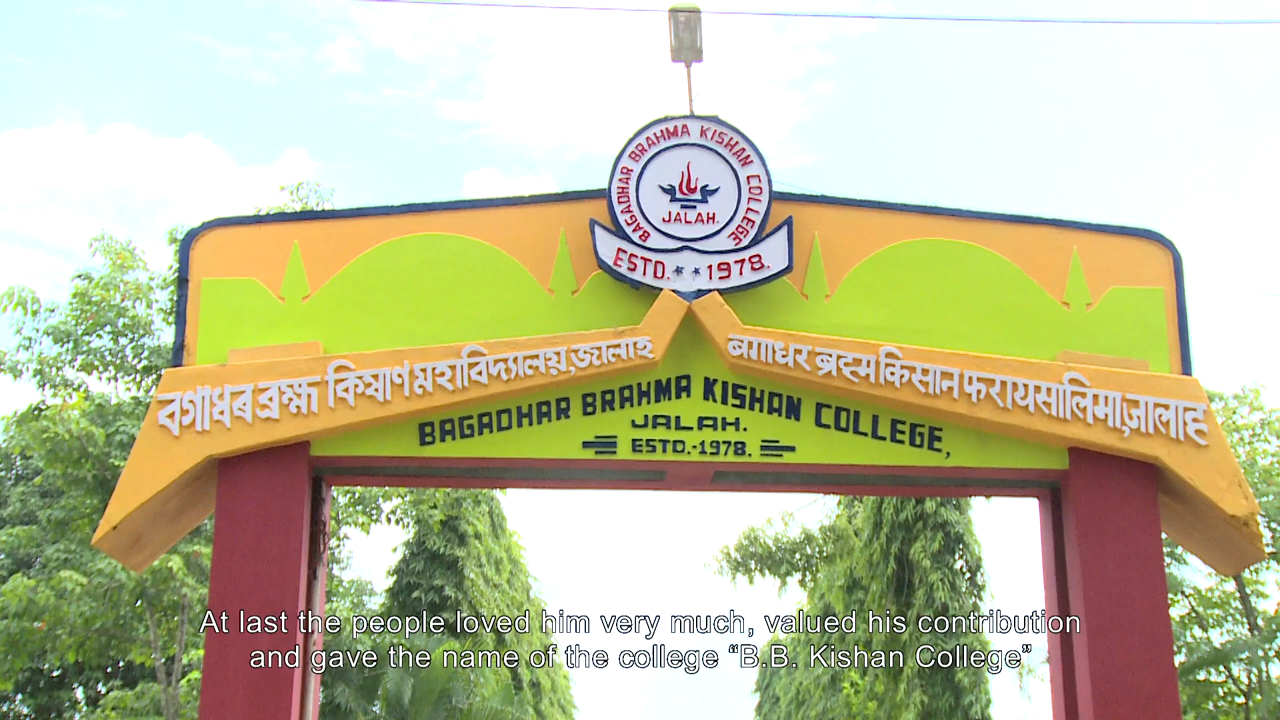 BAGADHAR BRAHMA KISHAN COLLEGE
JALAH.
ESTD. ★ ★ 1978.
বগাধৰ ব্ৰহ্ম কিষাণ মহাবিদ্যালয়,জালাহ
बगाधर ब्रह्म किसान फरायसालिमा,जालाह
BAGADHAR BRAHMA KISHAN COLLEGE,
JALAH.
ESTD.-1978.
At last the people loved him very much, valued his contribution
and gave the name of the college “B.B. Kishan College”